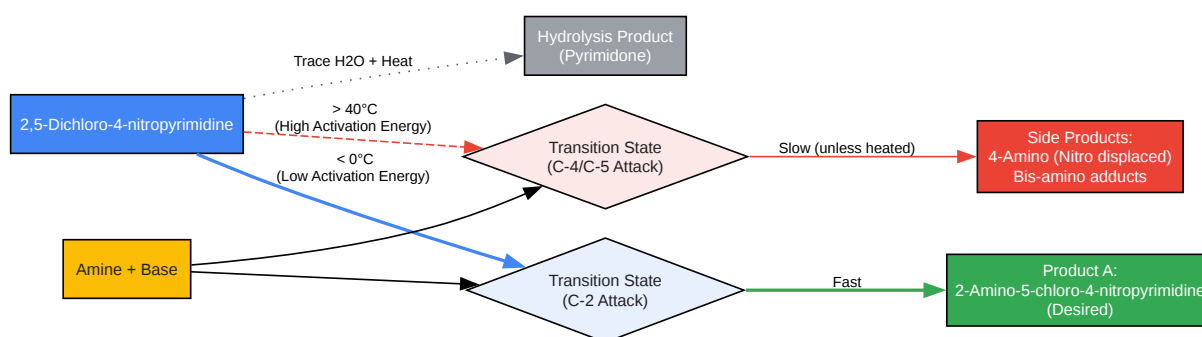 Hydrolysis Product
(Pyrimidone)
Trace H2O + Heat
2,5-Dichloro-4-nitropyrimidine
> 40°C
(High Activation Energy)
Transition State
(C-4/C-5 Attack)
Slow (unless heated)
Side Products:
4-Amino (Nitro displaced)
Bis-amino adducts
< 0°C
(Low Activation Energy)
Amine + Base
Transition State
(C-2 Attack)
Fast
Product A:
2-Amino-5-chloro-4-nitropyrimidine
(Desired)